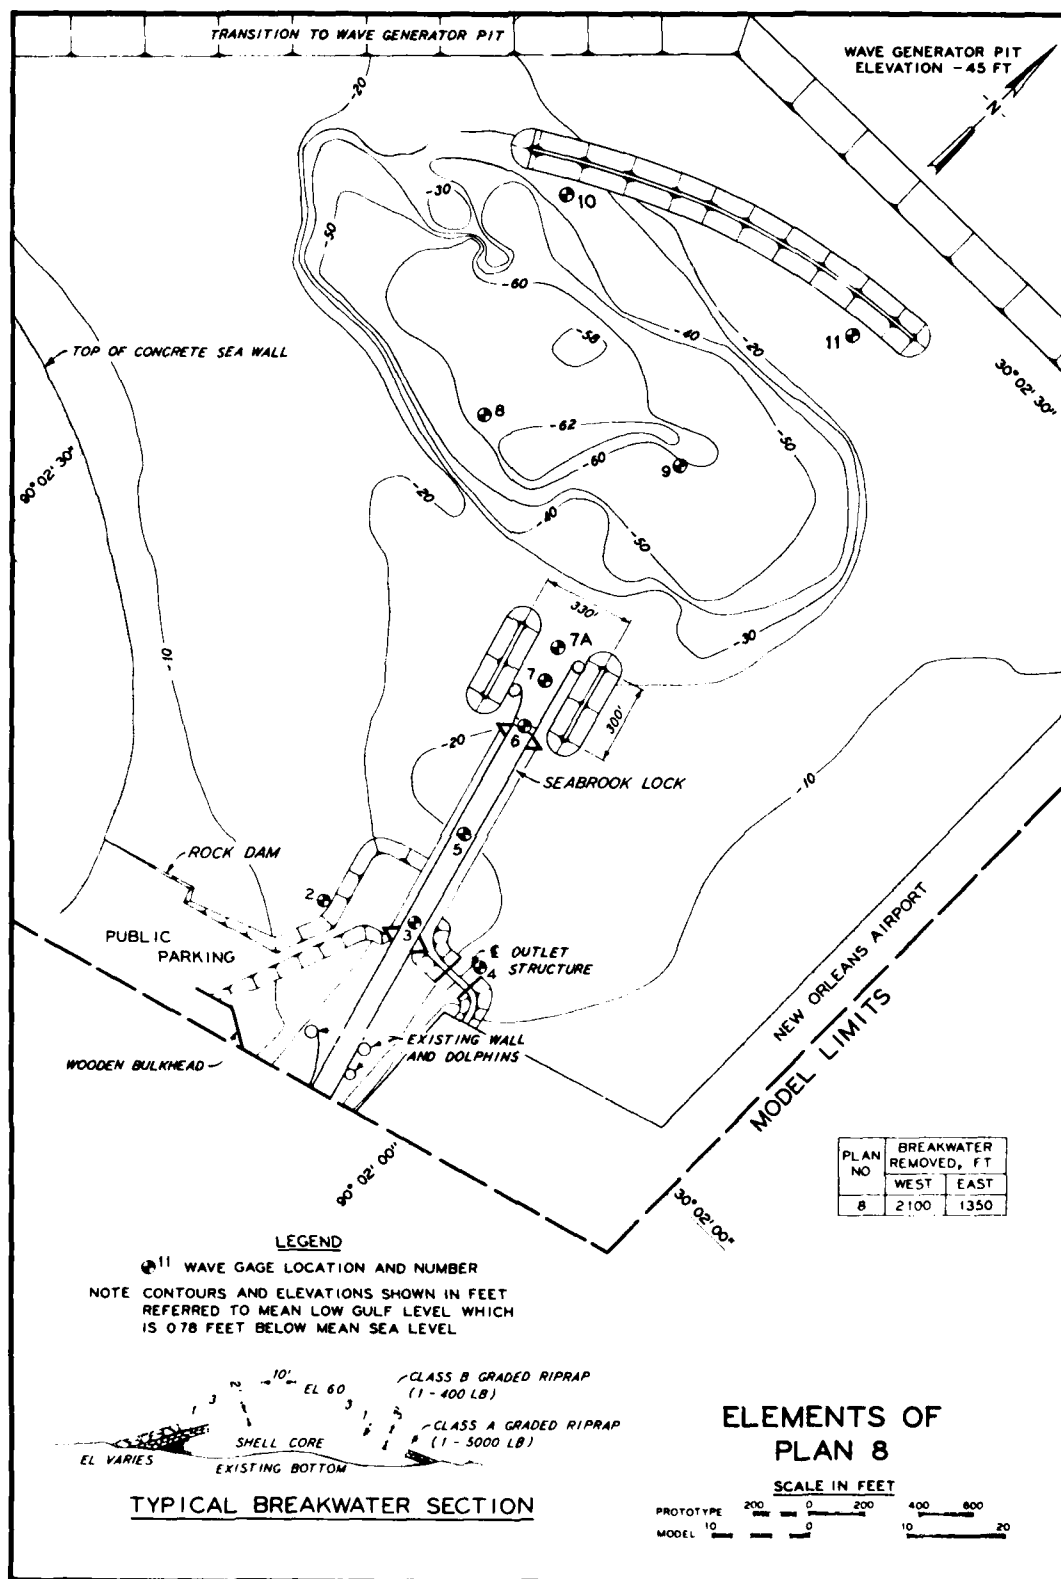 TRANSITION TO WAVE GENERATOR PIT
WAVE GENERATOR PIT
ELEVATION -45 FT
N
-20
-30
-50
10
-60
-58
-40
-20
11
30° 02' 30"
TOP OF CONCRETE SEA WALL
8
-62
-60
9
-50
90° 02' 30"
-20
-40
-50
-30
330'
7A
7
300'
-10
6
-20
SEABROOK LOCK
-10
5
ROCK DAM
2
3
PUBLIC
PARKING
℄ OUTLET
STRUCTURE
4
NEW ORLEANS AIRPORT
MODEL LIMITS
EXISTING WALL
AND DOLPHINS
WOODEN BULKHEAD
90° 02' 00"
30° 02' 00"
PLAN NO
BREAKWATER REMOVED, FT
WEST EAST
8 2100 1350
LEGEND
11 WAVE GAGE LOCATION AND NUMBER
NOTE CONTOURS AND ELEVATIONS SHOWN IN FEET
REFERRED TO MEAN LOW GULF LEVEL WHICH
IS 0 78 FEET BELOW MEAN SEA LEVEL
10'
EL 6 0
1
3
2
3
1
CLASS B GRADED RIPRAP
(1 - 400 LB)
CLASS A GRADED RIPRAP
(1 - 5000 LB)
SHELL CORE
EL VARIES
EXISTING BOTTOM
TYPICAL BREAKWATER SECTION
ELEMENTS OF
PLAN 8
SCALE IN FEET
PROTOTYPE 200 0 200 400 600
MODEL 10 0 10 20